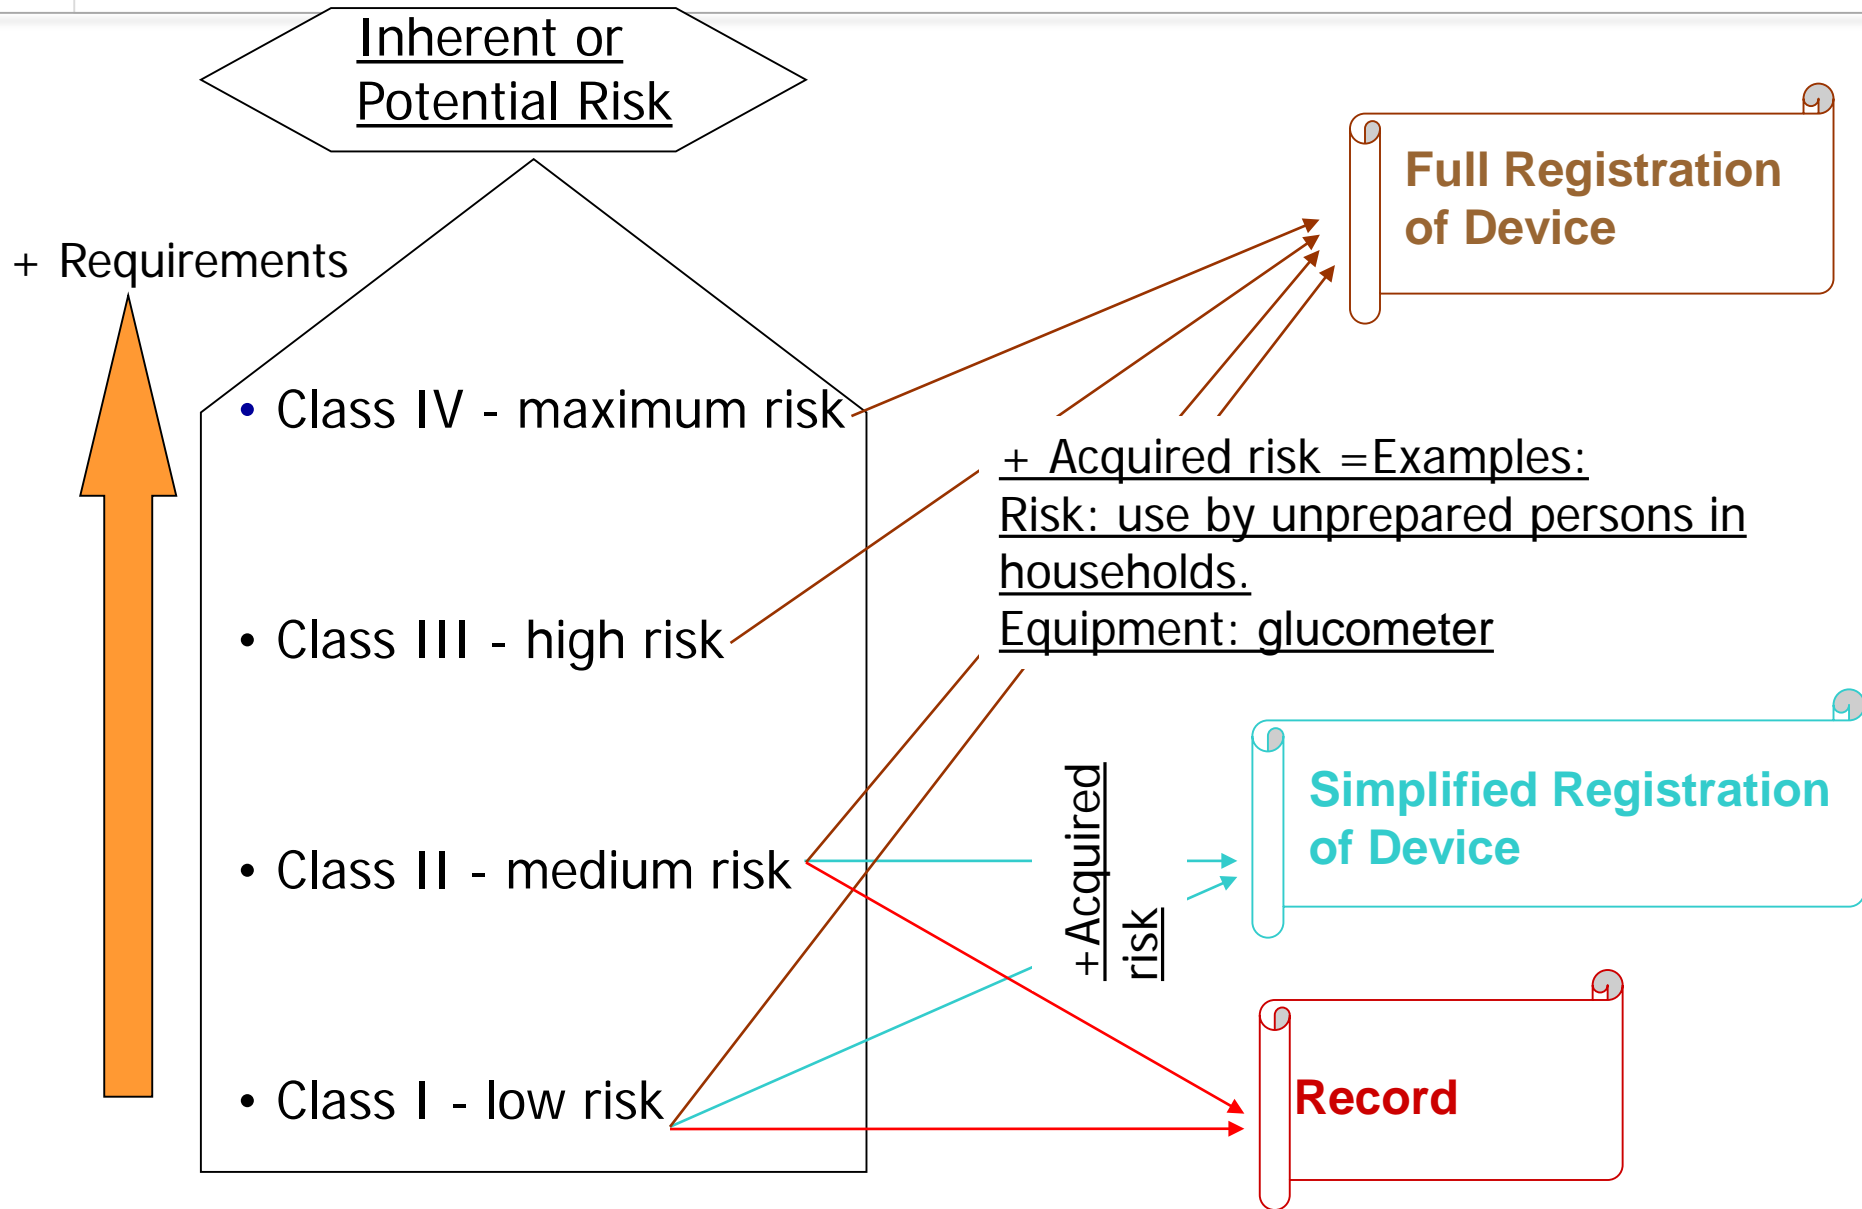 Inherent or
Potential Risk
+ Requirements
Full Registration
of Device
• Class IV - maximum risk
+ Acquired risk =Examples:
Risk: use by unprepared persons in
households.
Equipment: glucometer
• Class III - high risk
Simplified Registration
of Device
+Acquired
risk
• Class II - medium risk
Record
• Class I - low risk